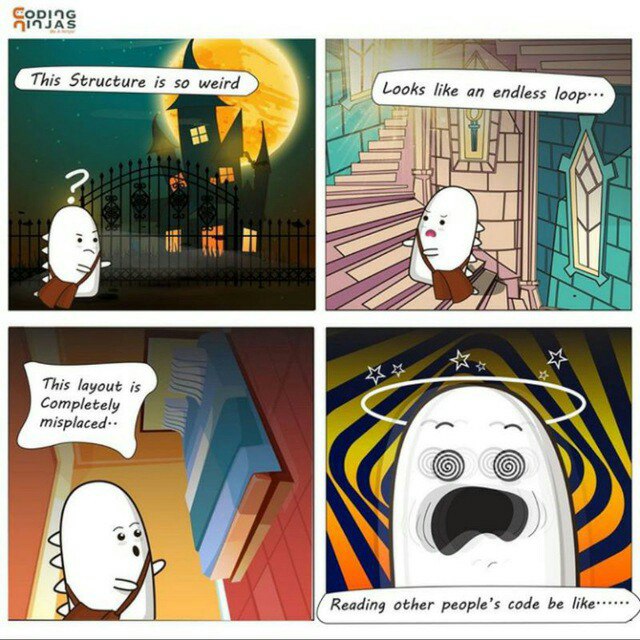 CODING
NINJAS
?
This Structure is so weird
Looks like an endless loop...
This layout is
Completely
misplaced..
Reading other people's code be like......